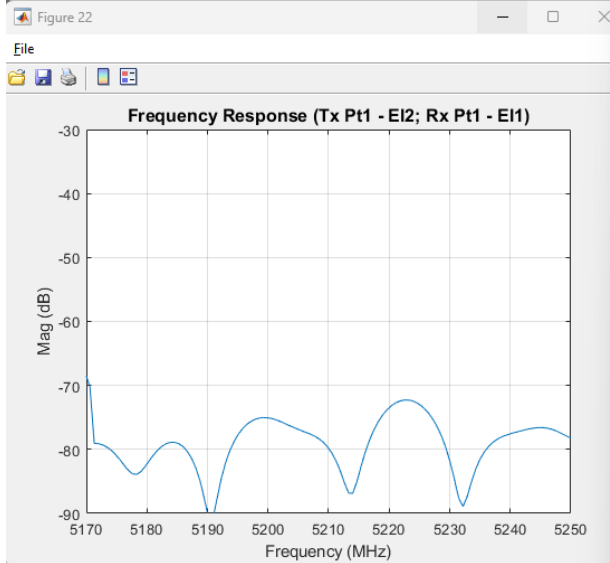 Figure 22
File
Frequency Response (Tx Pt1 - El2; Rx Pt1 - El1)
-30
-40
-50
-60
-70
-80
-90
Mag (dB)
5170 5180 5190 5200 5210 5220 5230 5240 5250
Frequency (MHz)